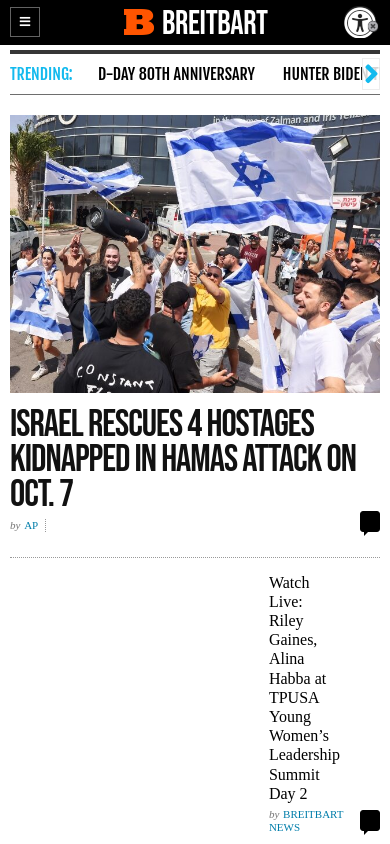 BREITBART
TRENDING:
D-DAY 80TH ANNIVERSARY
HUNTER BIDEN
in the name of Zalman and Iris
CONSTANT
ISRAEL RESCUES 4 HOSTAGES
KIDNAPPED IN HAMAS ATTACK ON
OCT. 7
by AP
Watch
Live:
Riley
Gaines,
Alina
Habba at
TPUSA
Young
Women’s
Leadership
Summit
Day 2
by BREITBART
NEWS